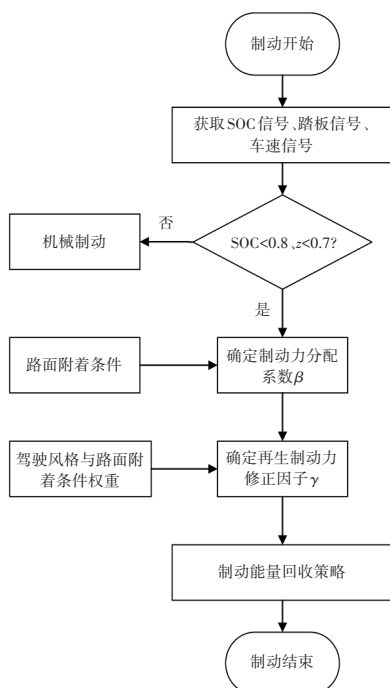 制动开始
获取SOC信号、踏板信号、
车速信号
否
机械制动
SOC<0.8、z<0.7?
是
路面附着条件
确定制动力分配
系数β
驾驶风格与路面附
着条件权重
确定再生制动力
修正因子γ
制动能量回收策略
制动结束